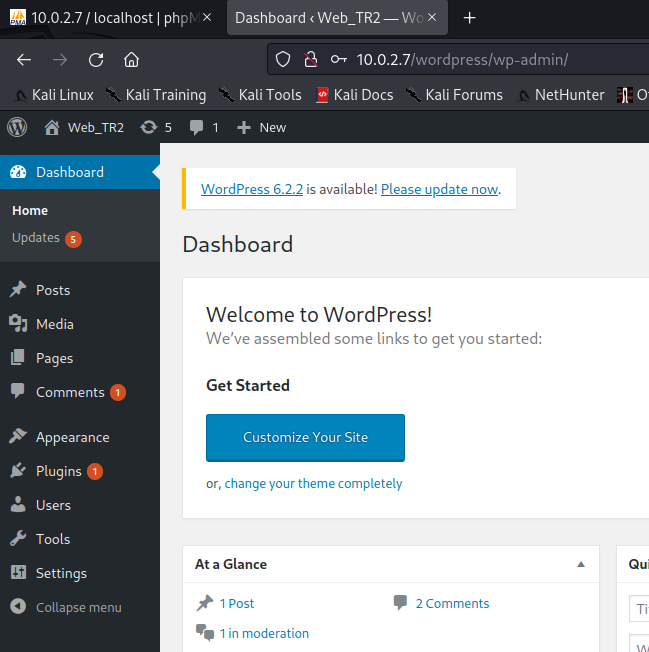 10.0.2.7 / localhost | phpM
Dashboard ‹ Web_TR2 — Wo
10.0.2.7/wordpress/wp-admin/
Kali Linux Kali Training Kali Tools Kali Docs Kali Forums NetHunter
Web_TR2 5 1 New
Dashboard
Home
Updates 5
Posts
Media
Pages
Comments 1
Appearance
Plugins 1
Users
Tools
Settings
Collapse menu
WordPress 6.2.2 is available! Please update now.
Dashboard
Welcome to WordPress!
We’ve assembled some links to get you started:
Get Started
Customize Your Site
or, change your theme completely
At a Glance
1 Post
2 Comments
1 in moderation
Qui
Ti